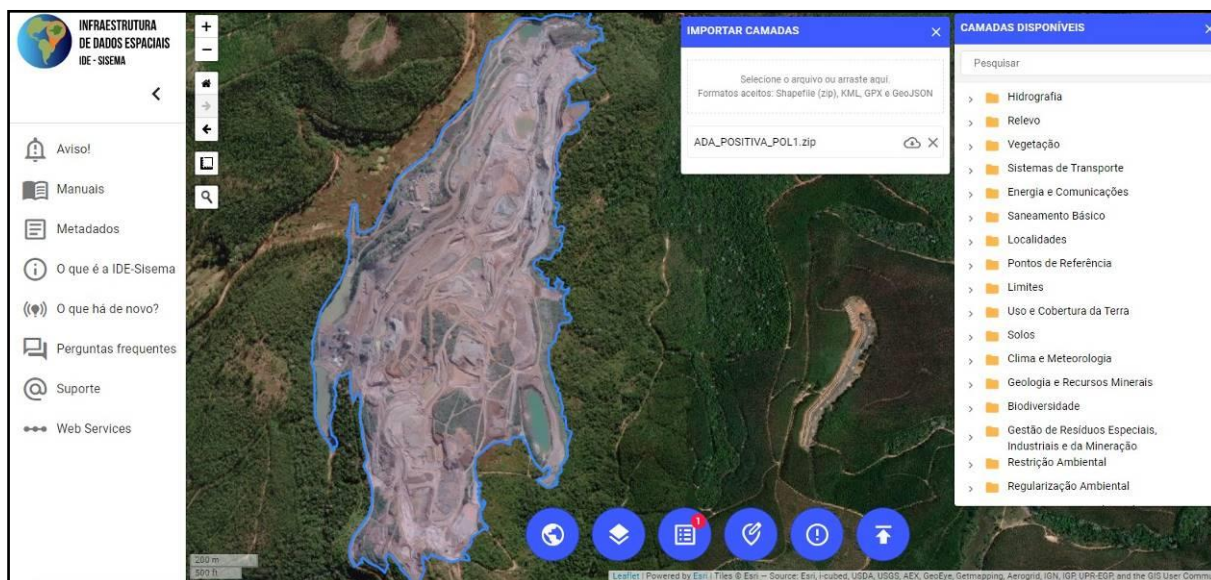 INFRAESTRUTURA
DE DADOS ESPACIAIS
IDE - SISEMA
Aviso!
Manuais
Metadados
O que é a IDE-Sisema
O que há de novo?
Perguntas frequentes
Suporte
Web Services
+
−
IMPORTAR CAMADAS
Selecione o arquivo ou arraste aqui.
Formatos aceitos: Shapefile (zip), KML, GPX e GeoJSON
ADA_POSITIVA_POL1.zip
CAMADAS DISPONÍVEIS
Pesquisar
Hidrografia
Relevo
Vegetação
Sistemas de Transporte
Energia e Comunicações
Saneamento Básico
Localidades
Pontos de Referência
Limites
Uso e Cobertura da Terra
Solos
Clima e Meteorologia
Geologia e Recursos Minerais
Biodiversidade
Gestão de Resíduos Especiais,
Industriais e da Mineração
Restrição Ambiental
Regularização Ambiental
1
200 m
500 ft
Leaflet | Powered by Esri | Tiles © Esri — Source: Esri, i-cubed, USDA, USGS, AEX, GeoEye, Getmapping, Aerogrid, IGN, IGP, UPR-EGP, and the GIS User Commu